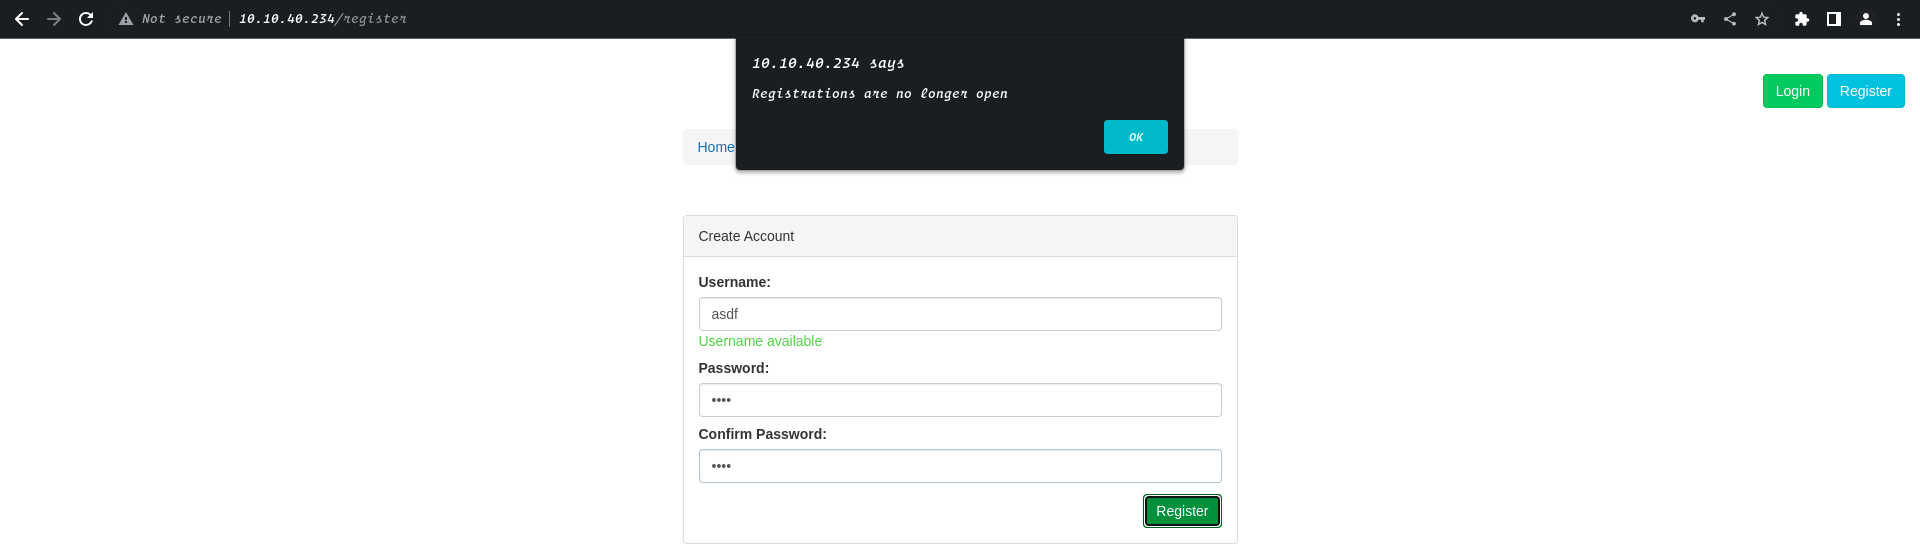 Not secure 10.10.40.234/register
10.10.40.234 says
Registrations are no longer open
OK
Login Register
Home
Create Account
Username:
asdf
Username available
Password:
••••
Confirm Password:
••••
Register